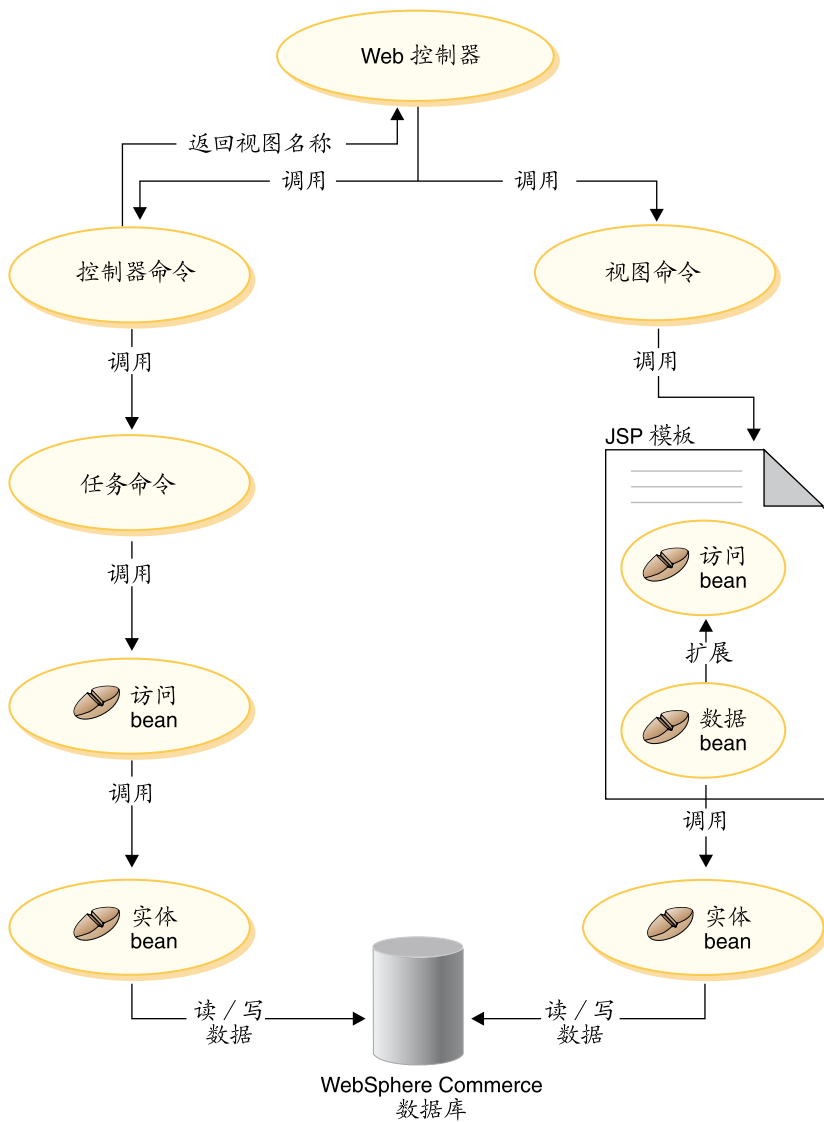 Web 控制器
返回视图名称
调用
调用
控制器命令
视图命令
调用
调用
JSP 模板
任务命令
访问
bean
调用
扩展
访问
bean
数据
bean
调用
调用
实体
bean
实体
bean
读 / 写
数据
读 / 写
数据
WebSphere Commerce
数据库